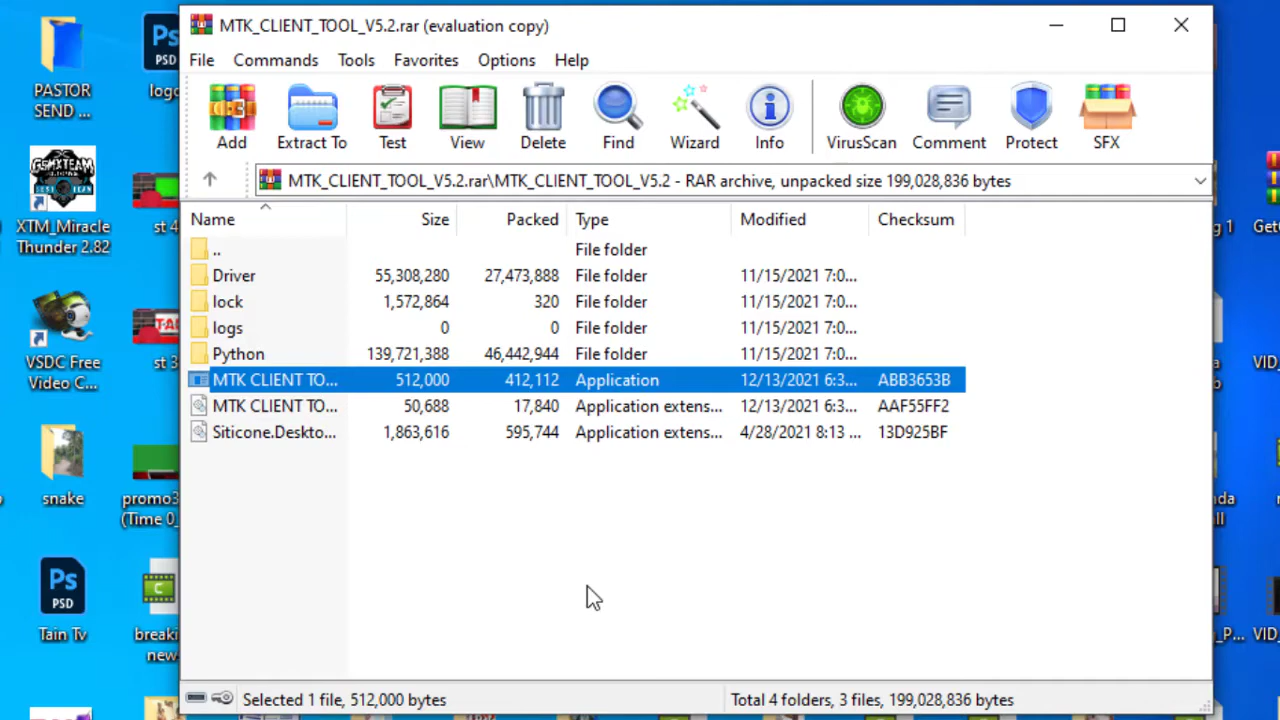 MTK_CLIENT_TOOL_V5.2.rar (evaluation copy)
File Commands Tools Favorites Options Help
Add Extract To Test View Delete Find Wizard Info VirusScan Comment Protect SFX
MTK_CLIENT_TOOL_V5.2.rar\MTK_CLIENT_TOOL_V5.2 - RAR archive, unpacked size 199,028,836 bytes
Name Size Packed Type Modified Checksum
.. File folder
Driver 55,308,280 27,473,888 File folder 11/15/2021 7:0...
lock 1,572,864 320 File folder 11/15/2021 7:0...
logs 0 0 File folder 11/15/2021 7:0...
Python 139,721,388 46,442,944 File folder 11/15/2021 7:0...
MTK CLIENT TO... 512,000 412,112 Application 12/13/2021 6:3... ABB3653B
MTK CLIENT TO... 50,688 17,840 Application extens... 12/13/2021 6:3... AAF55FF2
Siticone.Deskto... 1,863,616 595,744 Application extens... 4/28/2021 8:13 ... 13D925BF
Selected 1 file, 512,000 bytes
Total 4 folders, 3 files, 199,028,836 bytes
PASTOR
SEND ...
Ps
PSD
logo
GSMXTEAM
XTM_Miracle
Thunder 2.82
st 4
VSDC Free
Video C...
st 3
snake
promo3
(Time 0_
Ps
PSD
Tain Tv
C
breaki
new